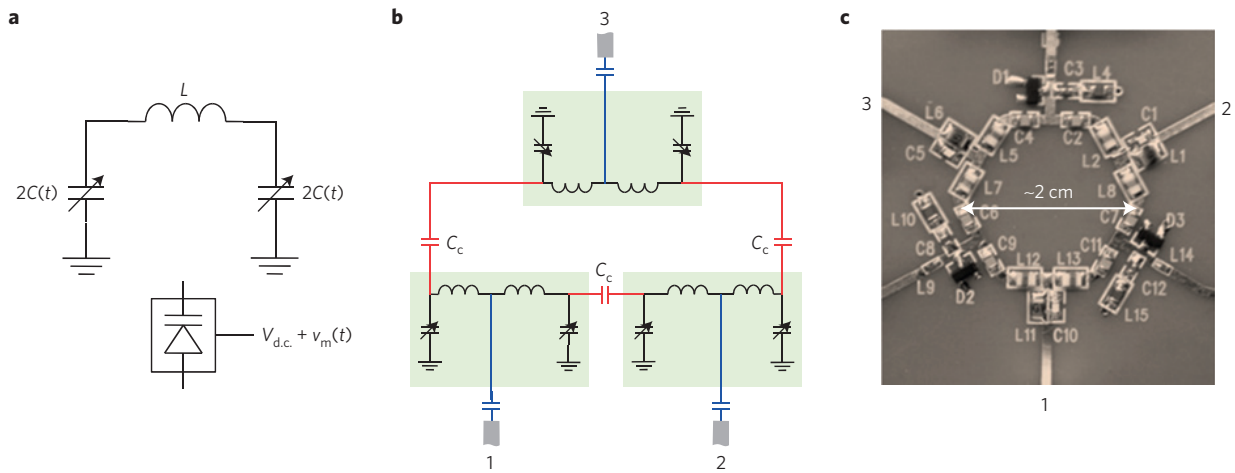 a
L
2C(t)
2C(t)
V_d.c. + v_m(t)
b
3
C_c
C_c
C_c
1
2
c
D1
C3
L4
3
2
L6
C5
C4
L5
C2
L2
C1
L1
L7
L8
~2 cm
L10
C6
C7
D3
C8
C9
C11
L14
L9
D2
L12
L13
C12
L15
L11
C10
1